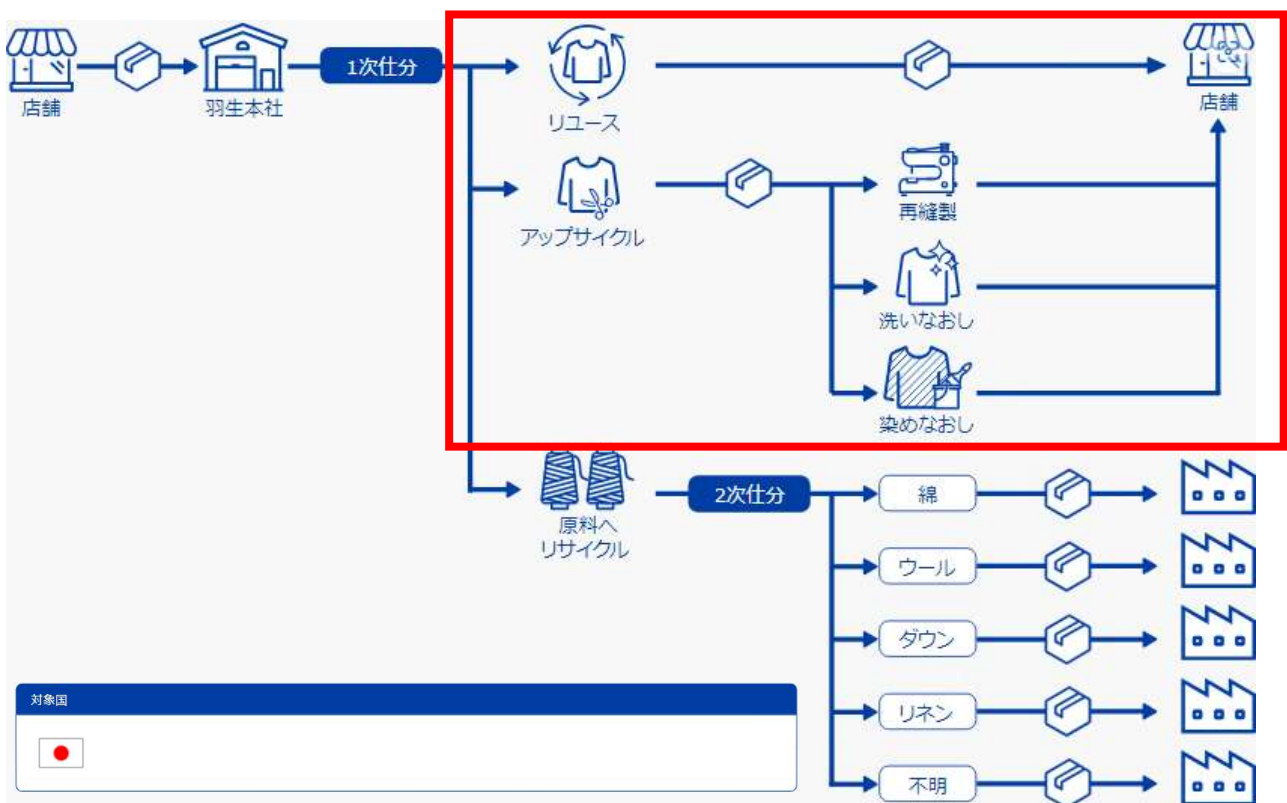 店舗
羽生本社
1次仕分
リユース
店舗
アップサイクル
再縫製
洗いなおし
染めなおし
原料へ
リサイクル
2次仕分
綿
ウール
ダウン
リネン
不明
対象国